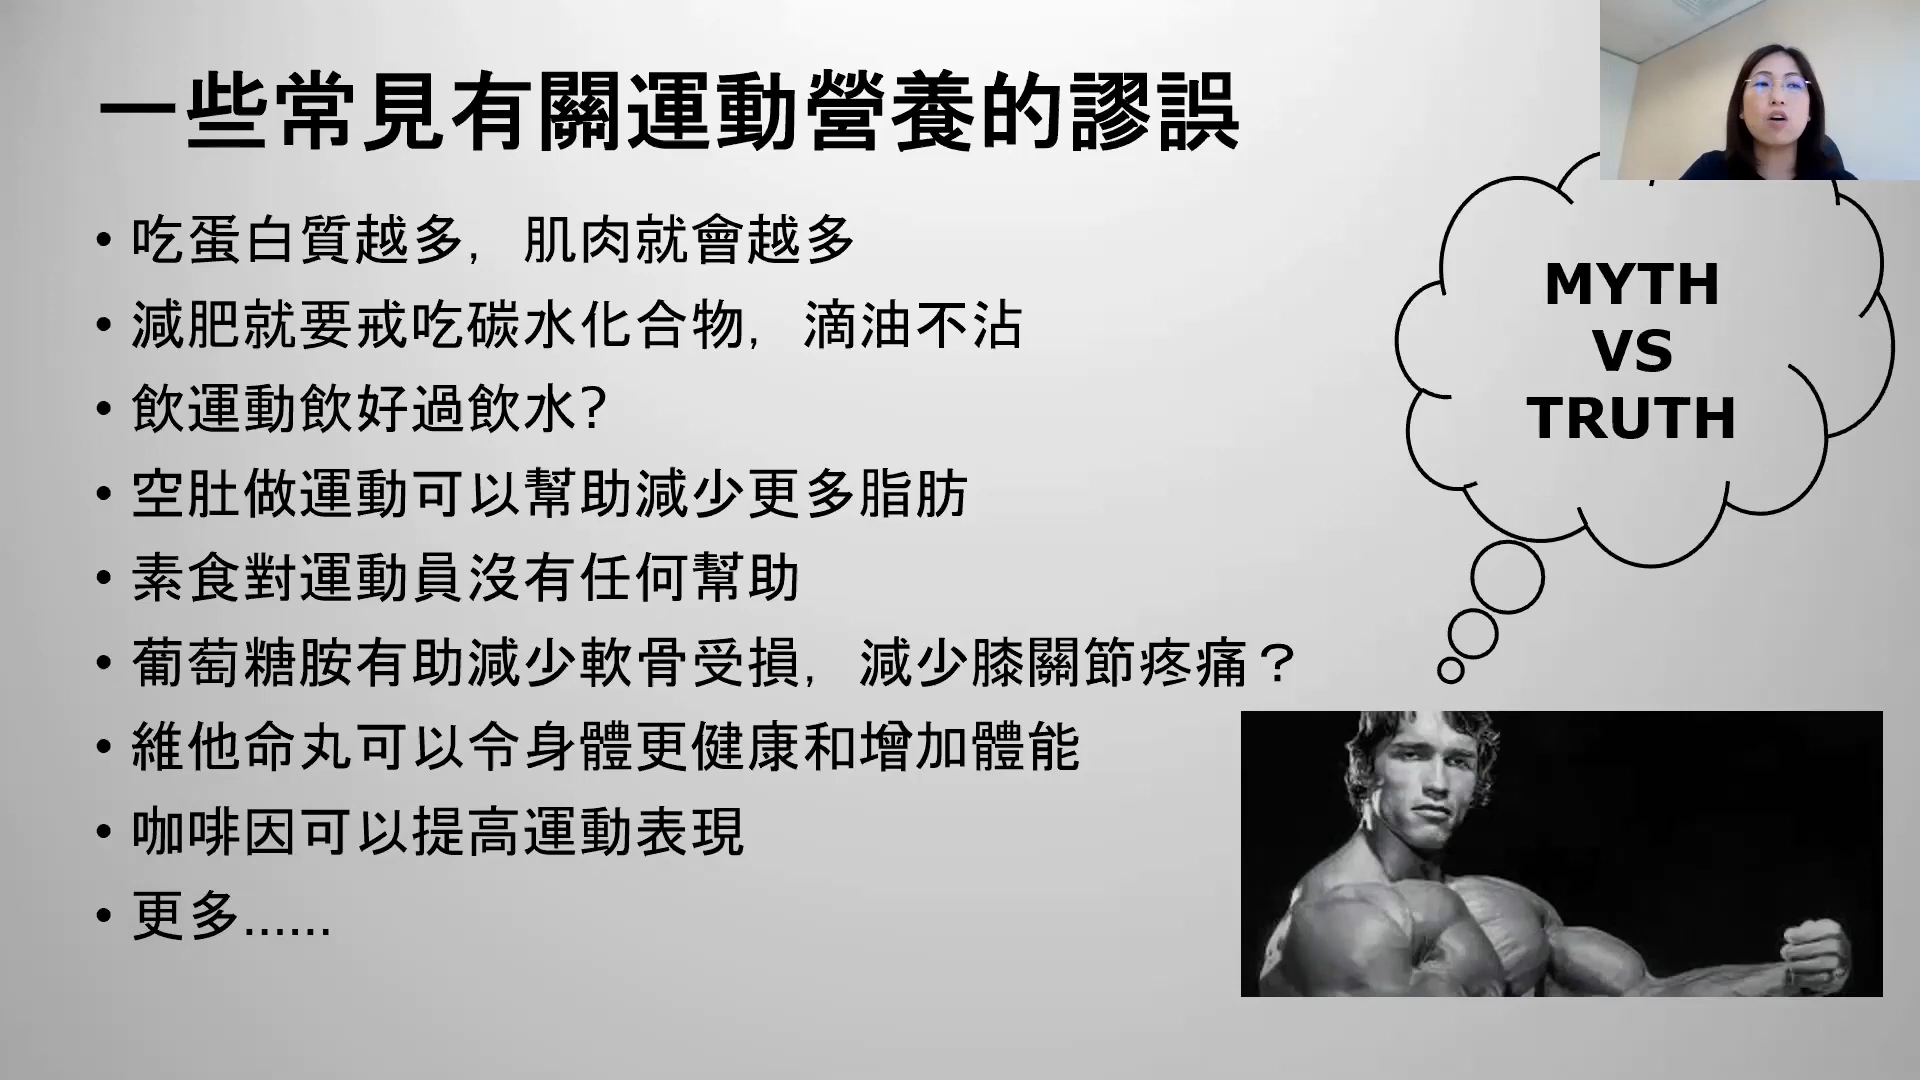 一些常見有關運動營養的謬誤
• 吃蛋白質越多，肌肉就會越多
• 減肥就要戒吃碳水化合物，滴油不沾
• 飲運動飲好過飲水?
• 空肚做運動可以幫助減少更多脂肪
• 素食對運動員沒有任何幫助
• 葡萄糖胺有助減少軟骨受損，減少膝關節疼痛？
• 維他命丸可以令身體更健康和增加體能
• 咖啡因可以提高運動表現
• 更多......
MYTH
VS
TRUTH